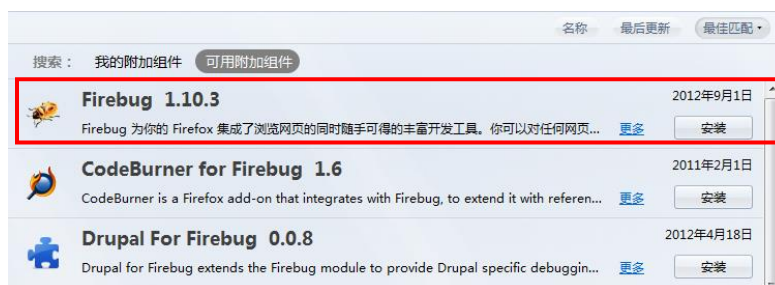 名称 最后更新 最佳匹配
搜索： 我的附加组件 可用附加组件
Firebug 1.10.3 2012年9月1日
Firebug 为你的 Firefox 集成了浏览网页的同时随手可得的丰富开发工具。你可以对任何网页... 更多 安装
CodeBurner for Firebug 1.6 2011年2月1日
CodeBurner is a Firefox add-on that integrates with Firebug, to extend it with referen... 更多 安装
Drupal For Firebug 0.0.8 2012年4月18日
Drupal for Firebug extends the Firebug module to provide Drupal specific debuggin... 更多 安装